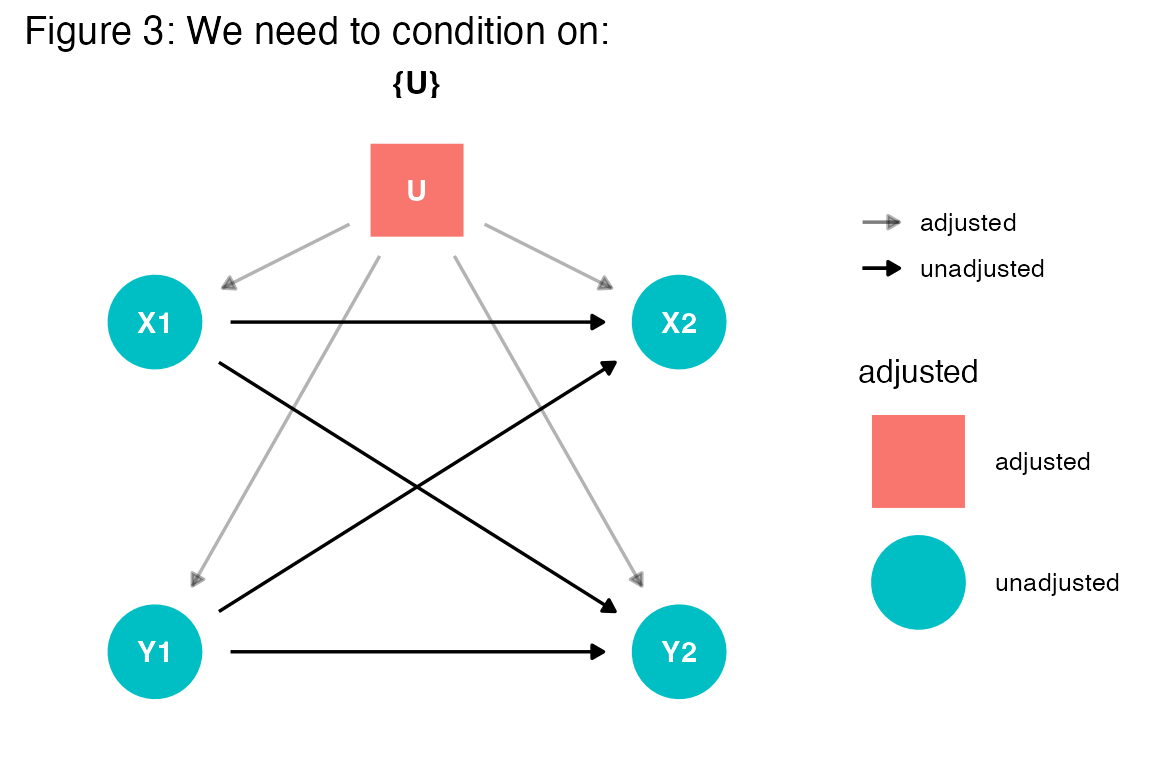 Figure 3: We need to condition on:
{U}
U
X1
X2
Y1
Y2
adjusted
unadjusted
adjusted
adjusted
unadjusted